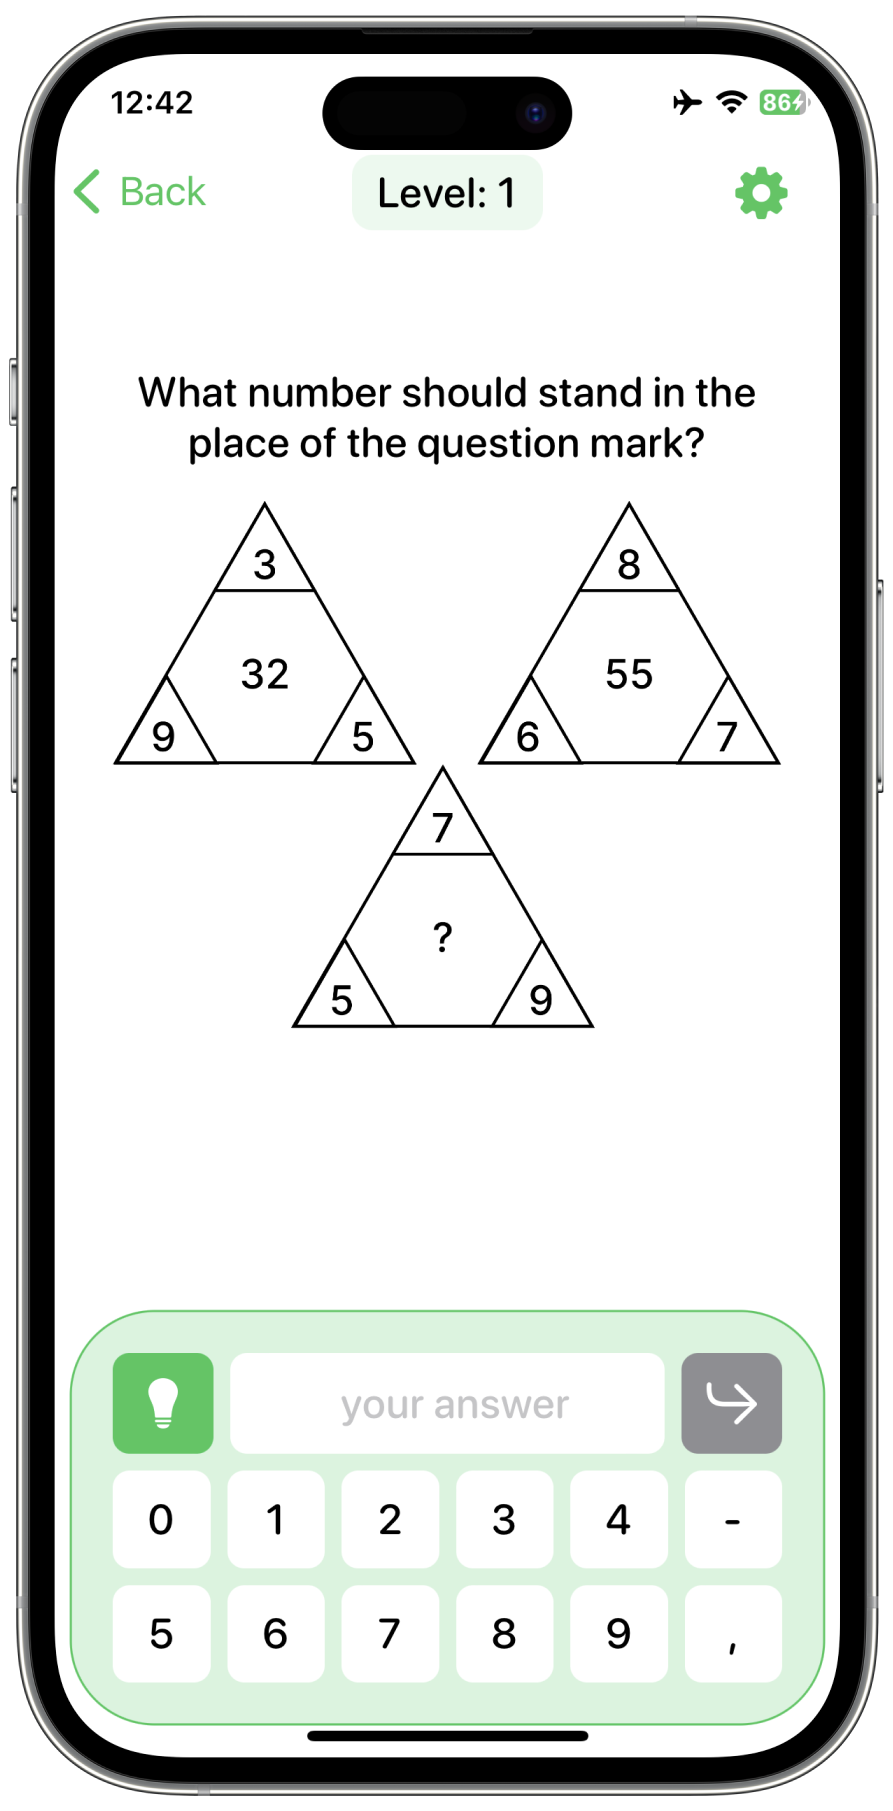 12:42
86
Back
Level: 1
What number should stand in the
place of the question mark?
3
32
9
5
8
55
6
7
7
?
5
9
your answer
0 1 2 3 4 -
5 6 7 8 9 ,